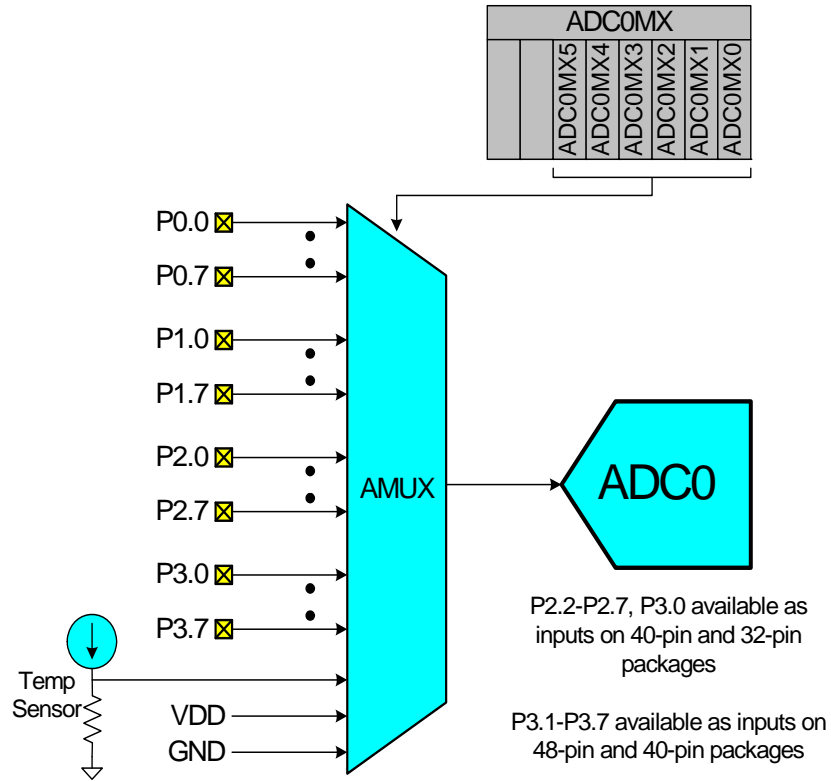 ADC0MX
ADC0MX5
ADC0MX4
ADC0MX3
ADC0MX2
ADC0MX1
ADC0MX0
P0.0
P0.7
P1.0
P1.7
P2.0
P2.7
P3.0
P3.7
Temp
Sensor
VDD
GND
AMUX
ADC0
P2.2-P2.7, P3.0 available as
inputs on 40-pin and 32-pin
packages
P3.1-P3.7 available as inputs on
48-pin and 40-pin packages